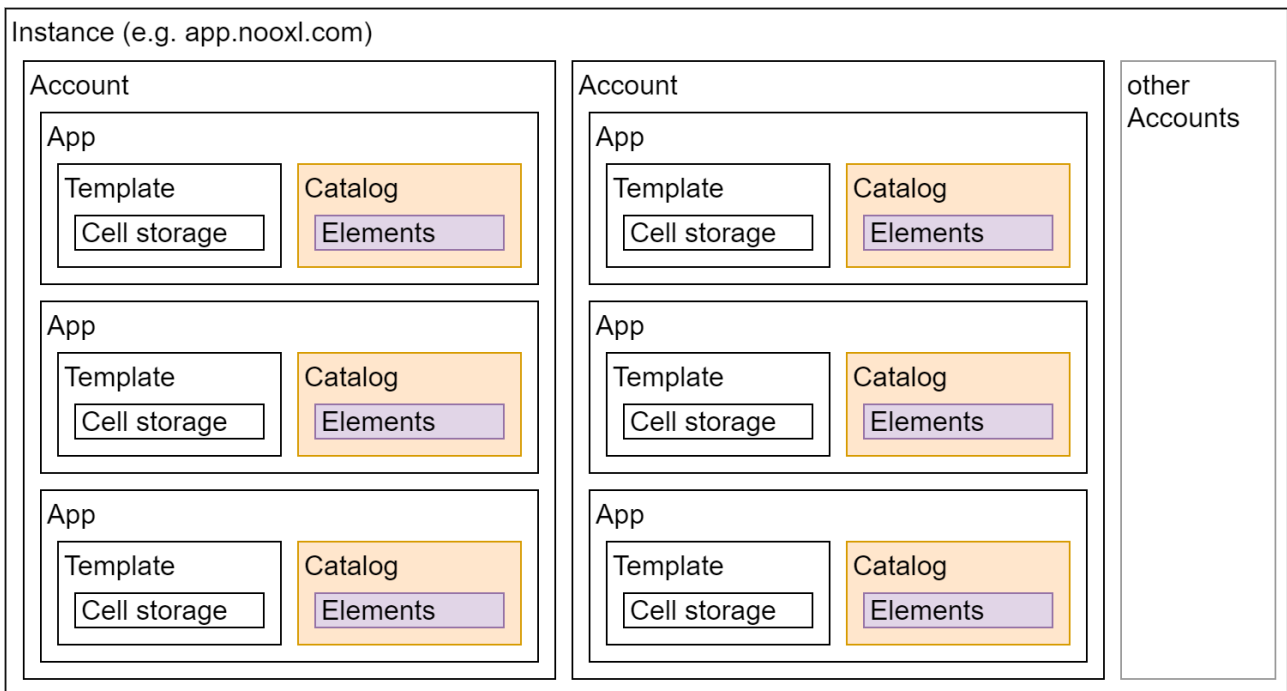 Instance (e.g. app.nooxl.com)
Account
App
Template
Cell storage
Catalog
Elements
App
Template
Cell storage
Catalog
Elements
App
Template
Cell storage
Catalog
Elements
Account
App
Template
Cell storage
Catalog
Elements
App
Template
Cell storage
Catalog
Elements
App
Template
Cell storage
Catalog
Elements
other
Accounts